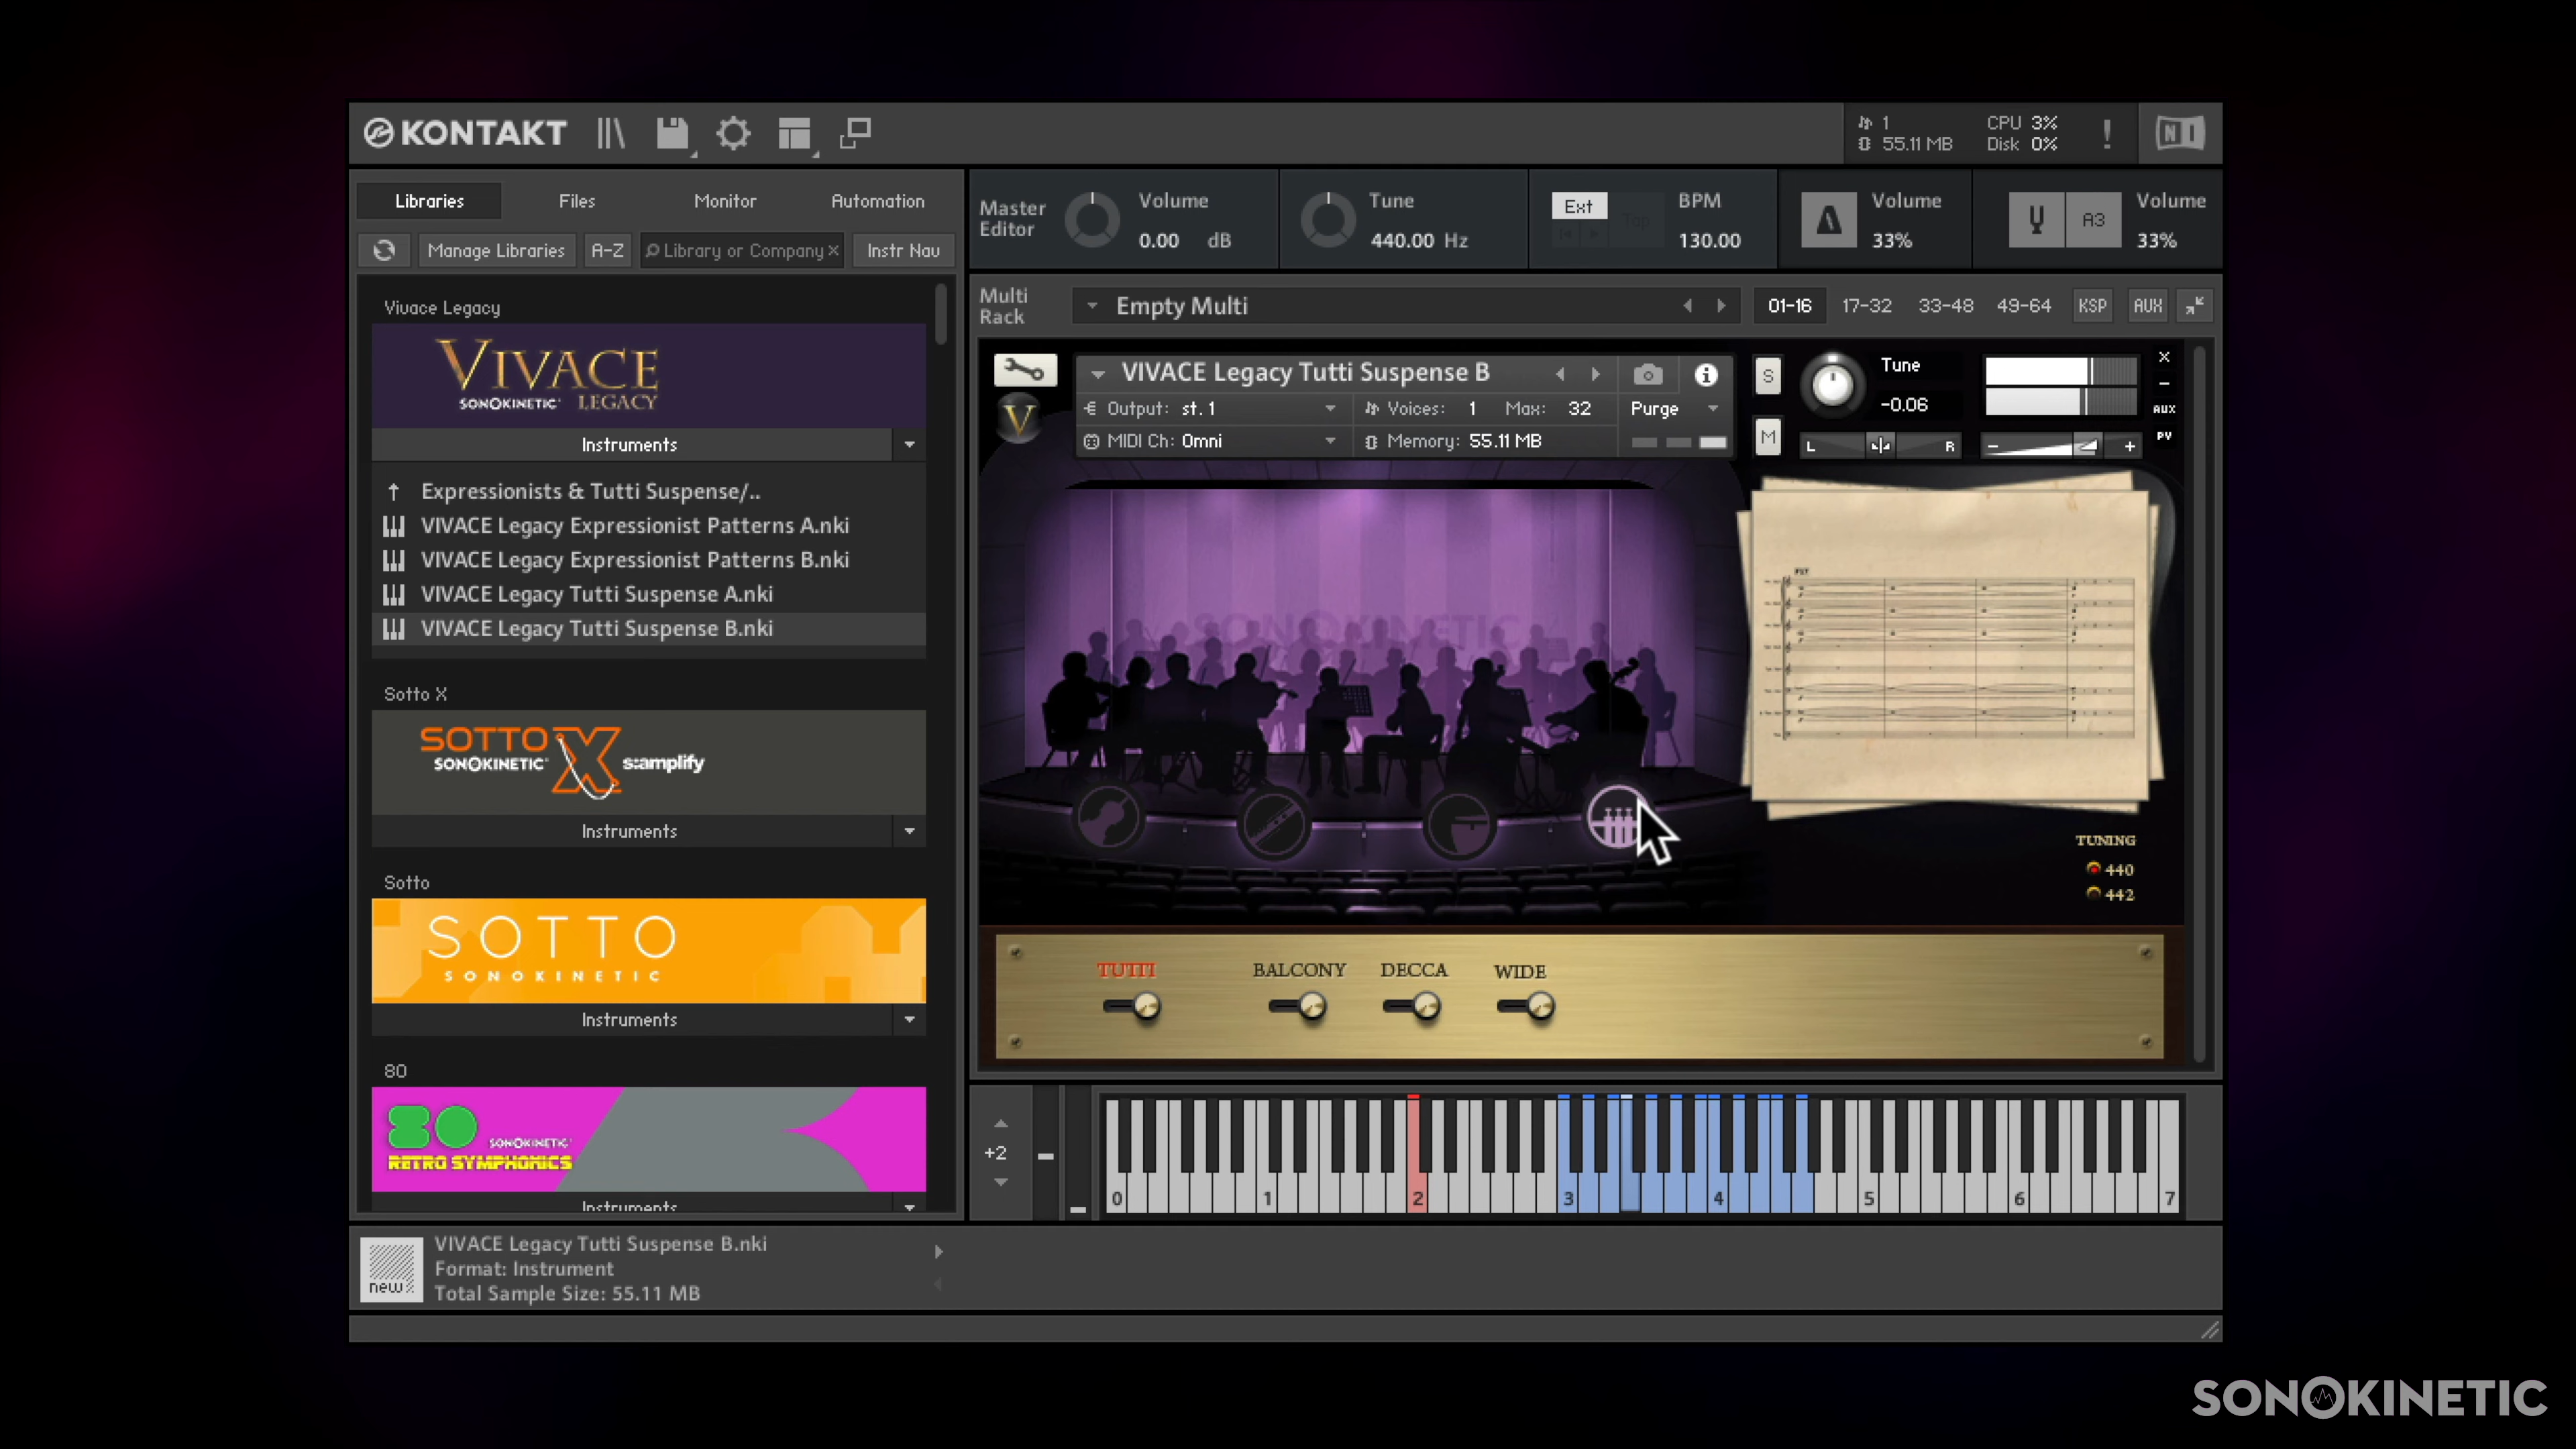 KONTAKT
1
55.11 MB
CPU 3%
Disk 0%
!
NI
Libraries
Files
Monitor
Automation
Manage Libraries
A-Z
Library or Company
Instr Nav
Master
Editor
Volume
0.00 dB
Tune
440.00 Hz
Ext
Tap
BPM
130.00
Volume
33%
A3
Volume
33%
Multi
Rack
Empty Multi
01-16
17-32
33-48
49-64
KSP
AUX
Vivace Legacy
VIVACE
SONOKINETIC LEGACY
Instruments
Expressionists & Tutti Suspense/..
VIVACE Legacy Expressionist Patterns A.nki
VIVACE Legacy Expressionist Patterns B.nki
VIVACE Legacy Tutti Suspense A.nki
VIVACE Legacy Tutti Suspense B.nki
Sotto X
SOTTO X
SONOKINETIC
s:amplify
Instruments
Sotto
SOTTO
SONOKINETIC
Instruments
80
80
SONOKINETIC
RETRO SYMPHONICS
Instruments
V
VIVACE Legacy Tutti Suspense B
Output: st. 1
Voices: 1 Max: 32
Purge
MIDI Ch: Omni
Memory: 55.11 MB
S
M
Tune
-0.06
L
R
-
+
X
-
AUX
PV
SONOKINETIC
TUNING
440
442
TUTTI
BALCONY
DECCA
WIDE
+2
0
1
2
3
4
5
6
7
new
VIVACE Legacy Tutti Suspense B.nki
Format: Instrument
Total Sample Size: 55.11 MB
SONOKINETIC